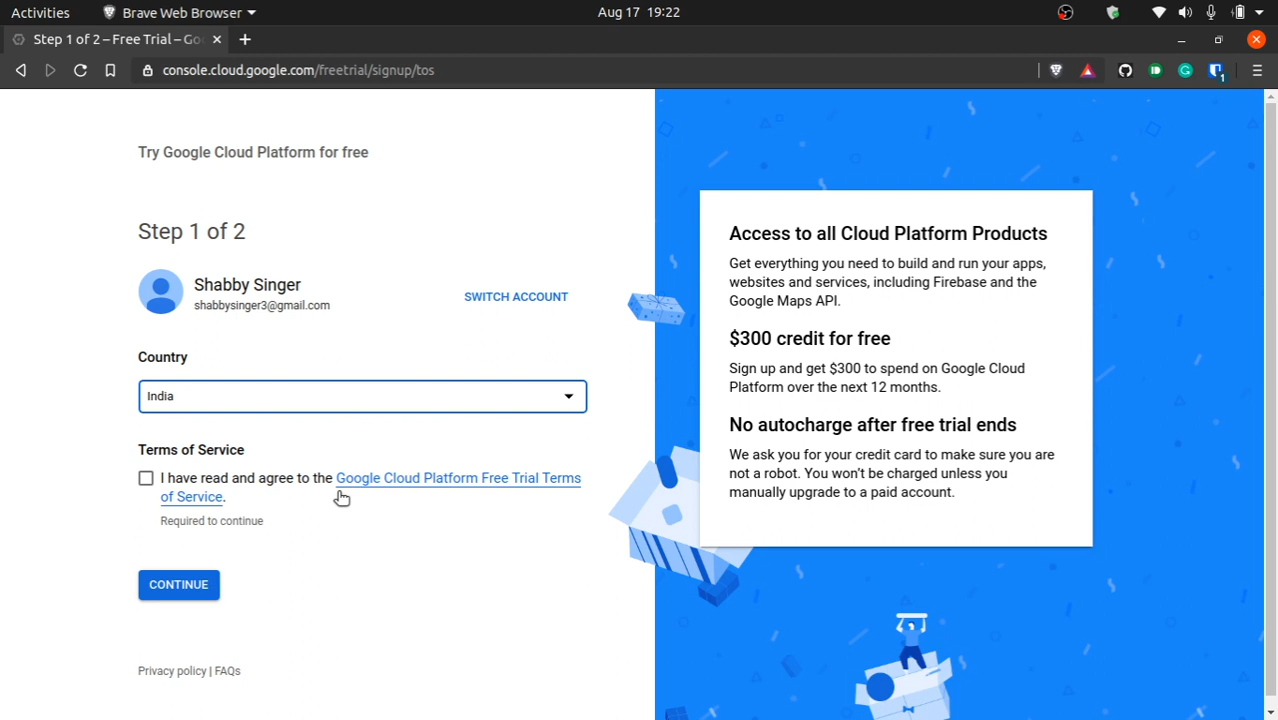 Activities
Brave Web Browser
Aug 17 19:22
Step 1 of 2 – Free Trial – Go
console.cloud.google.com/freetrial/signup/tos
1
Try Google Cloud Platform for free
Step 1 of 2
Shabby Singer
shabbysinger3@gmail.com
SWITCH ACCOUNT
Country
India
Terms of Service
I have read and agree to the Google Cloud Platform Free Trial Terms
of Service.
Required to continue
CONTINUE
Privacy policy | FAQs
Access to all Cloud Platform Products
Get everything you need to build and run your apps,
websites and services, including Firebase and the
Google Maps API.
$300 credit for free
Sign up and get $300 to spend on Google Cloud
Platform over the next 12 months.
No autocharge after free trial ends
We ask you for your credit card to make sure you are
not a robot. You won't be charged unless you
manually upgrade to a paid account.